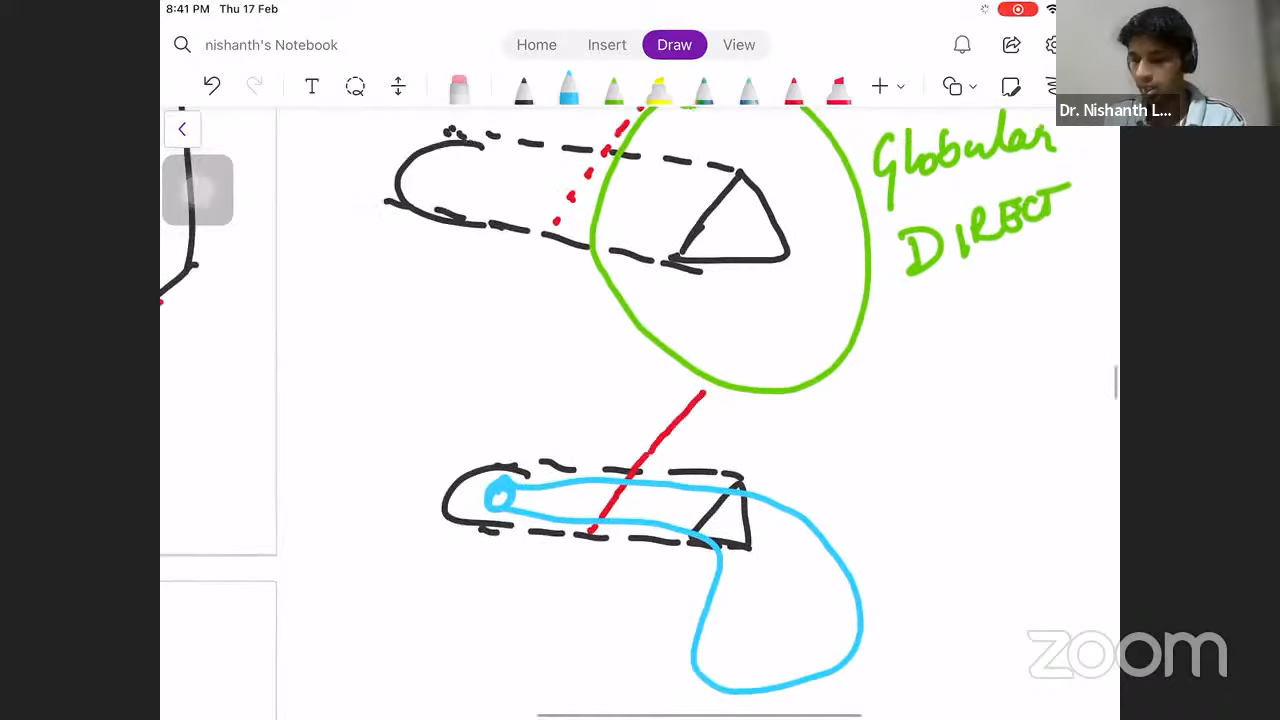 8:41 PM Thu 17 Feb
nishanth's Notebook
Home Insert Draw View
T
Dr. Nishanth L...
Globular
DIRECT
zoom